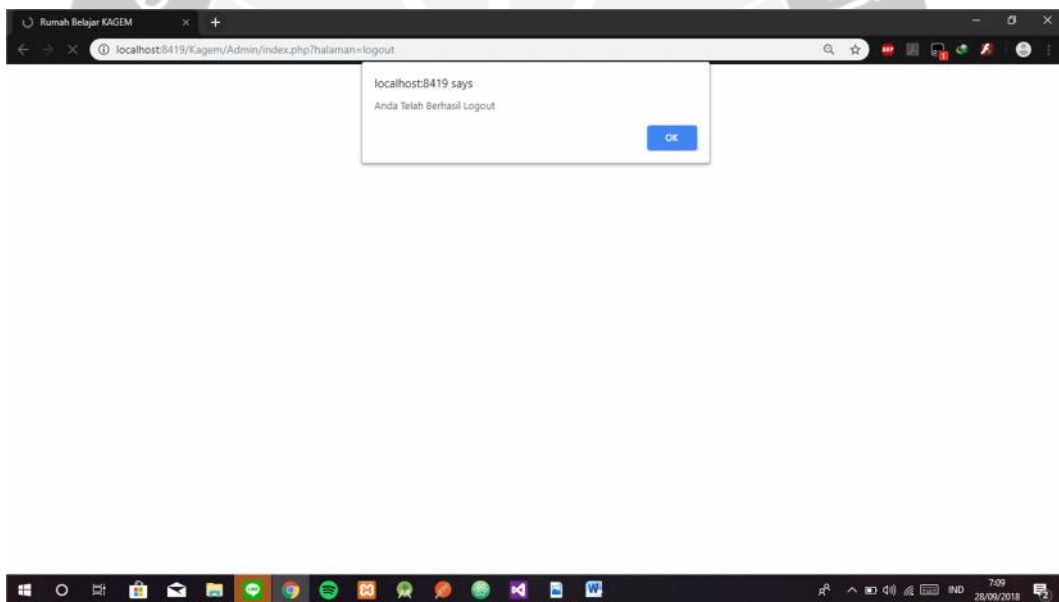 Rumah Belajar KAGEM
localhost:8419/Kagem/Admin/index.php?halaman=logout
localhost:8419 says
Anda Telah Berhasil Logout
OK
IND
7:09
28/09/2018